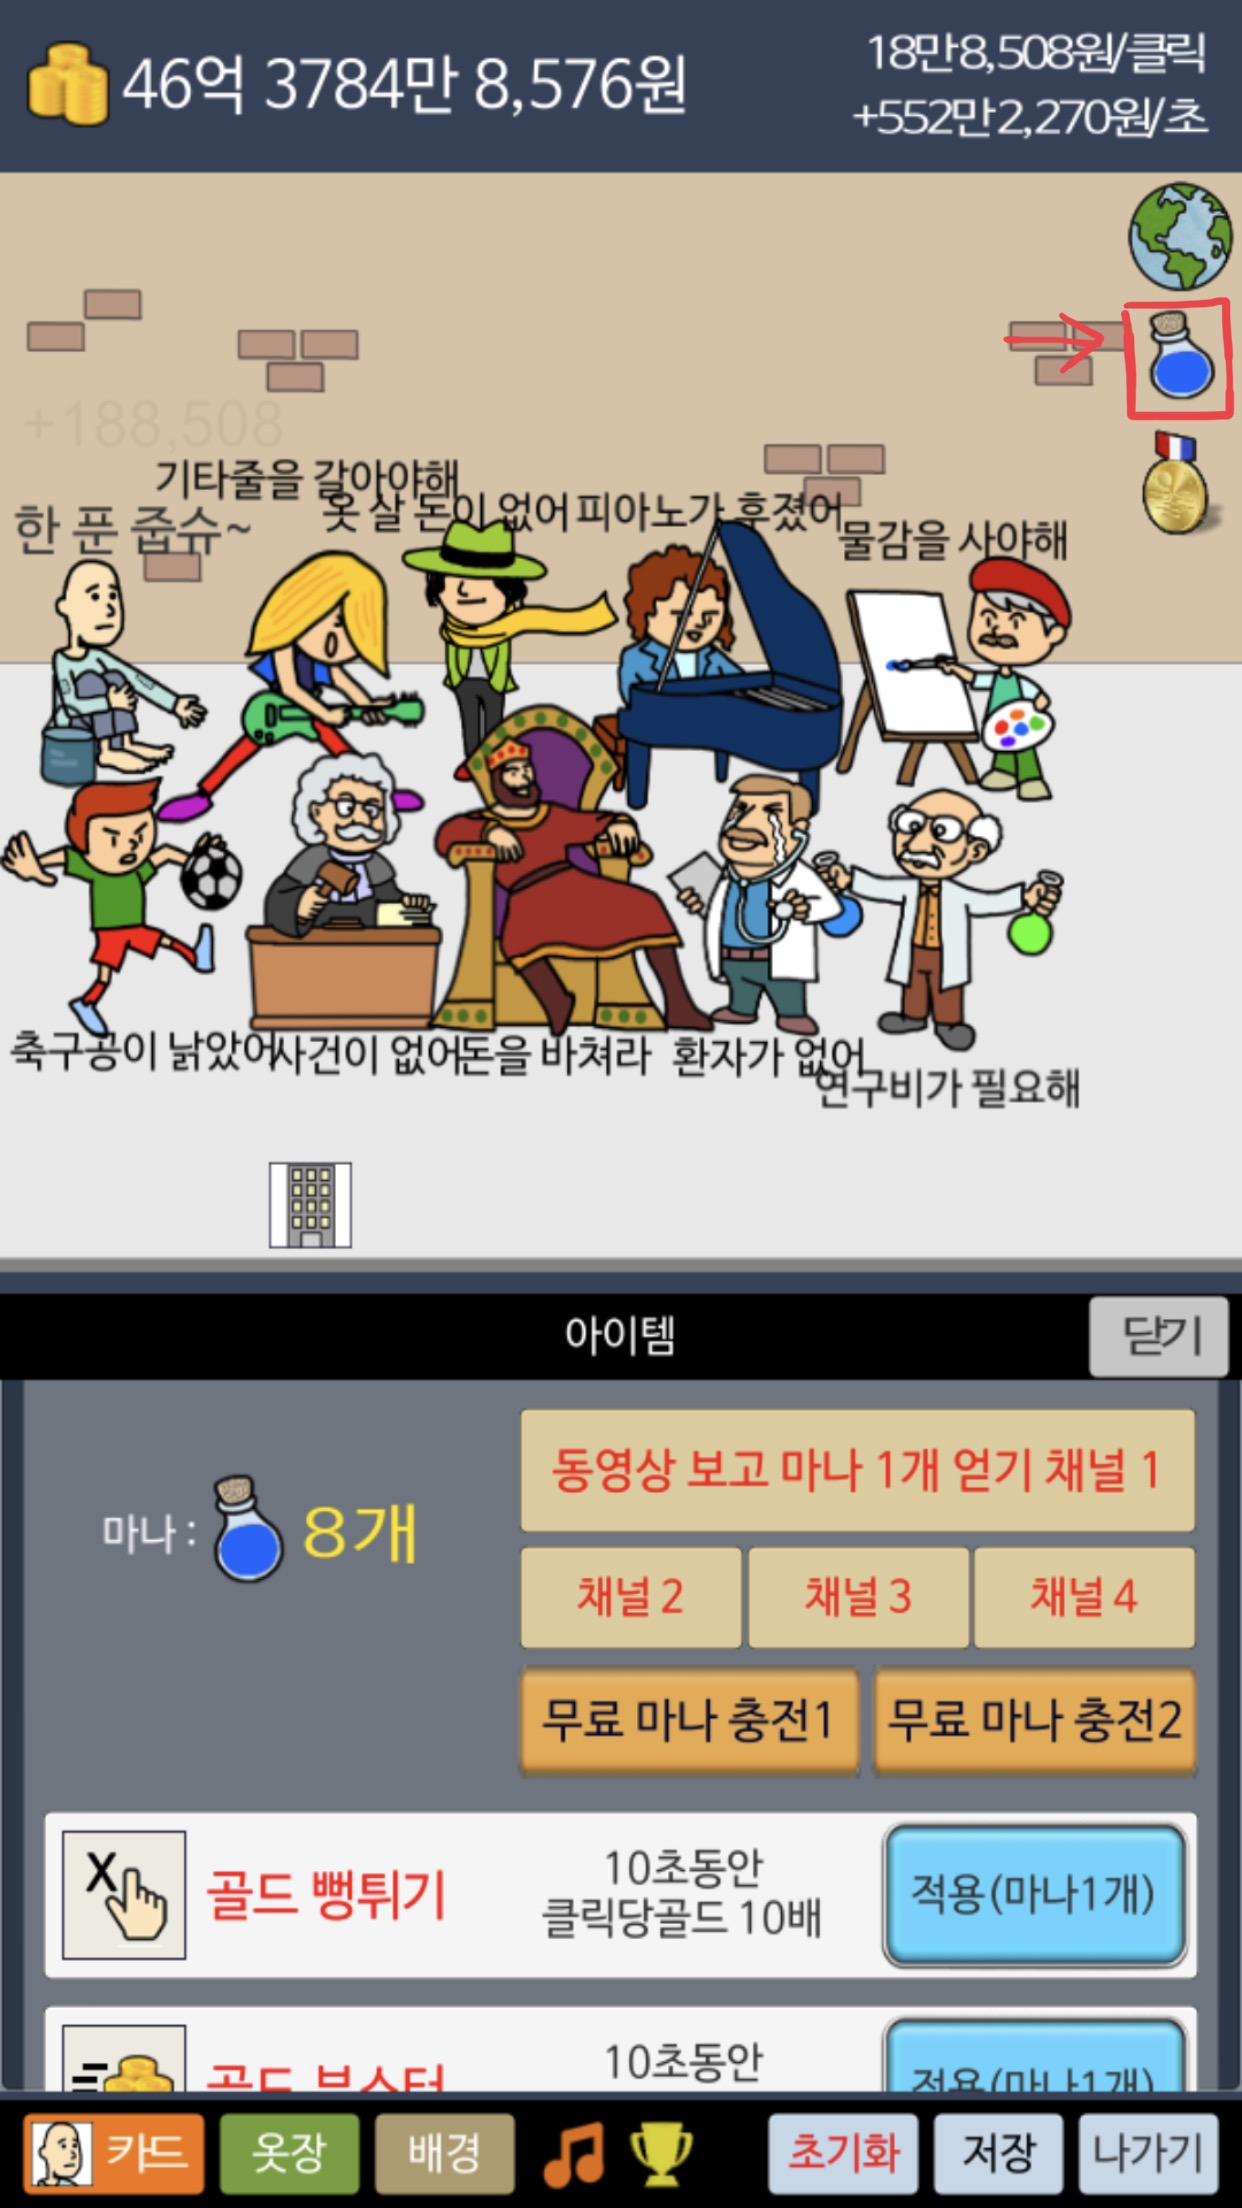 46억 3784만 8,576원
18만8,508원/클릭
+552만2,270원/초
+188,508
기타줄을 갈아야해
옷 살 돈이 없어
피아노가 후졌어
한 푼 줍슈~
물감을 사야해
축구공이 낡았어
사건이 없어
돈을 바쳐라
환자가 없어
연구비가 필요해
아이템
닫기
동영상 보고 마나 1개 얻기 채널 1
마나 :
8개
채널 2
채널 3
채널 4
무료 마나 충전1
무료 마나 충전2
X
골드 뻥튀기
10초동안
클릭당골드 10배
적용(마나1개)
골드 부스터
10초동안
적용(마나1개)
카드
옷장
배경
초기화
저장
나가기